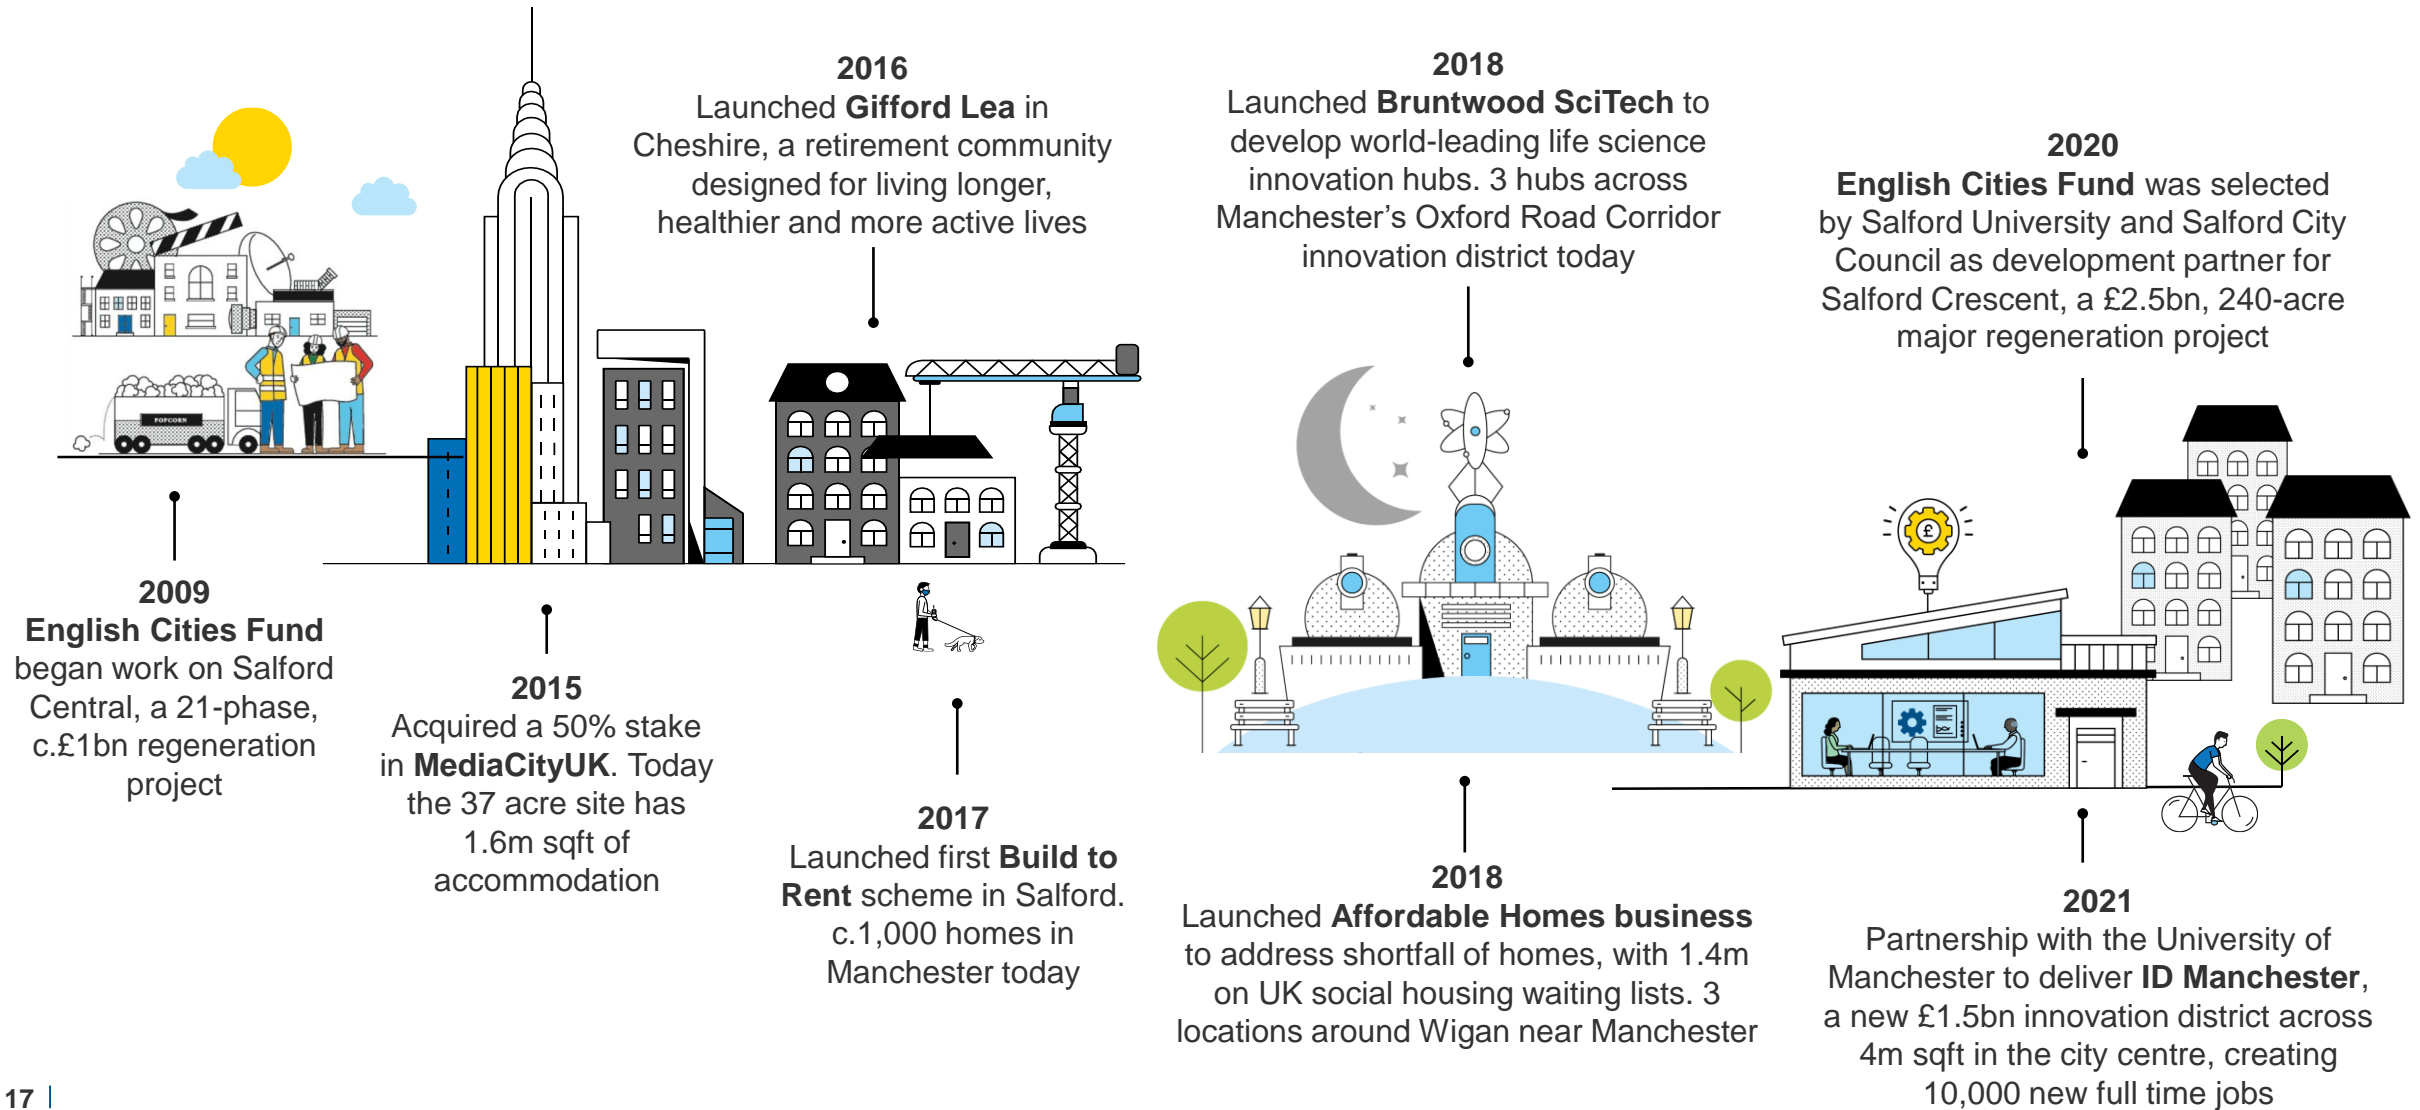 2016
Launched Gifford Lea in
Cheshire, a retirement community
designed for living longer,
healthier and more active lives
2018
Launched Bruntwood SciTech to
develop world-leading life science
innovation hubs. 3 hubs across
Manchester’s Oxford Road Corridor
innovation district today
2020
English Cities Fund was selected
by Salford University and Salford City
Council as development partner for
Salford Crescent, a £2.5bn, 240-acre
major regeneration project
POPCORN
£
2009
English Cities Fund
began work on Salford
Central, a 21-phase,
c.£1bn regeneration
project
2015
Acquired a 50% stake
in MediaCityUK. Today
the 37 acre site has
1.6m sqft of
accommodation
2017
Launched first Build to
Rent scheme in Salford.
c.1,000 homes in
Manchester today
2018
Launched Affordable Homes business
to address shortfall of homes, with 1.4m
on UK social housing waiting lists. 3
locations around Wigan near Manchester
2021
Partnership with the University of
Manchester to deliver ID Manchester,
a new £1.5bn innovation district across
4m sqft in the city centre, creating
10,000 new full time jobs
17